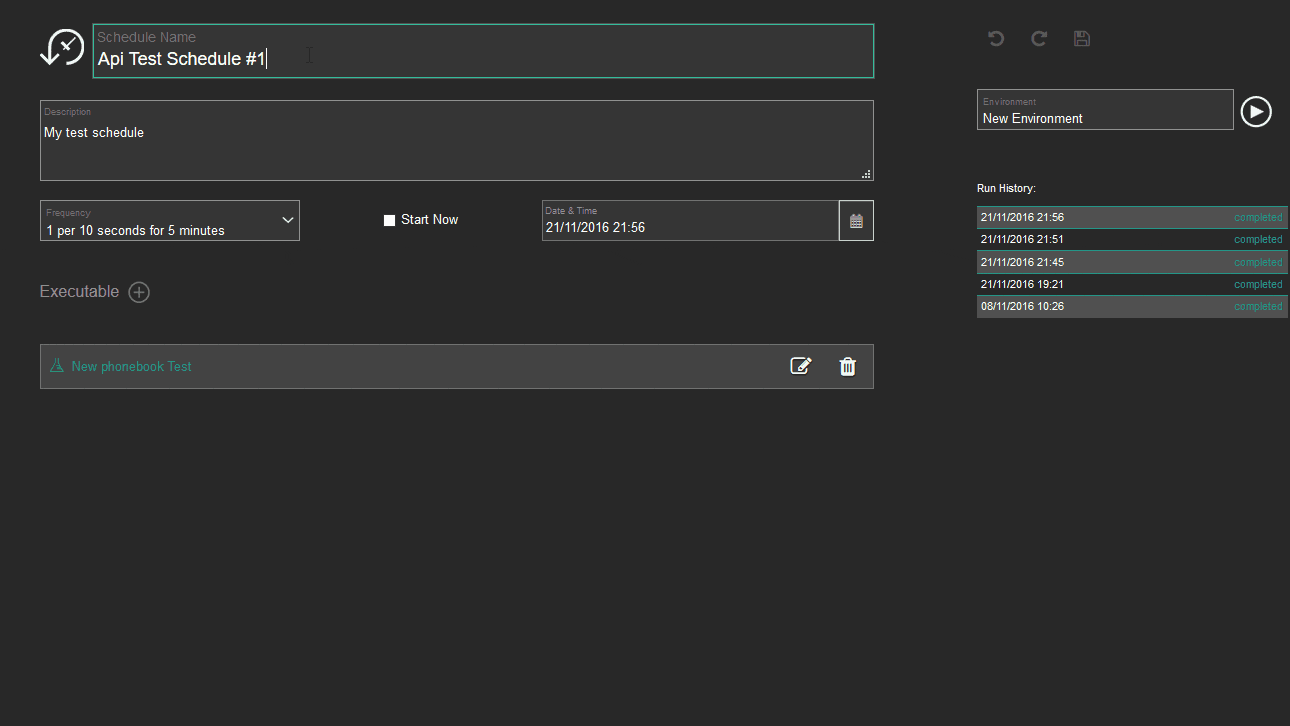 Schedule Name
Api Test Schedule #1
Description
My test schedule
Frequency
1 per 10 seconds for 5 minutes
Start Now
Date & Time
21/11/2016 21:56
Executable
New phonebook Test
Environment
New Environment
Run History:
21/11/2016 21:56 completed
21/11/2016 21:51 completed
21/11/2016 21:45 completed
21/11/2016 19:21 completed
08/11/2016 10:26 completed